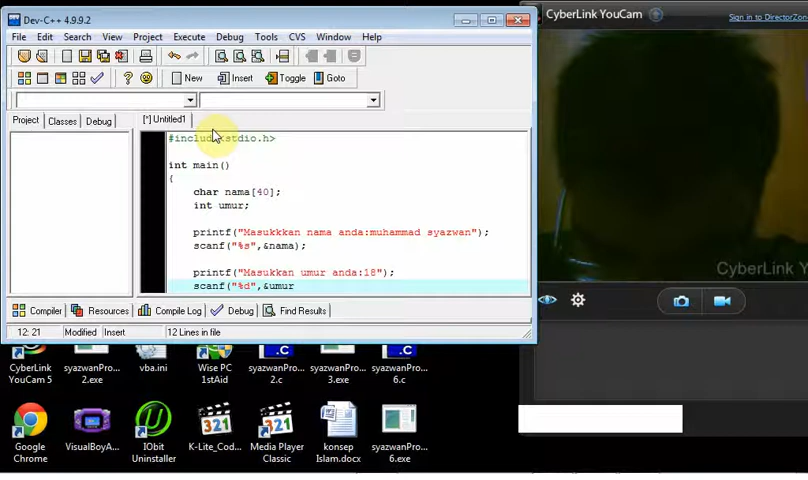 Dev-C++ 4.9.9.2
CyberLink YouCam
Sign in to DirectorZon
File Edit Search View Project Execute Debug Tools CVS Window Help
New Insert Toggle Goto
Project Classes Debug
[*] Untitled1
#include<stdio.h>
int main()
{
char nama[40];
int umur;
printf("Masukkkan nama anda:muhammad syazwan");
scanf("%s",&nama);
printf("Masukkan umur anda:18");
scanf("%d",&umur
CyberLink You
Compiler Resources Compile Log Debug Find Results
12: 21 Modified Insert 12 Lines in file
CyberLink YouCam 5
syazwanPro... 2.exe
vba.ini
Wise PC 1stAid
syazwanPro... 2.c
syazwanPro... 3.exe
syazwanPro... 6.c
Google Chrome
VisualBoyA...
IObit Uninstaller
K-Lite_Cod...
Media Player Classic
konsep Islam.docx
syazwanPro... 6.exe